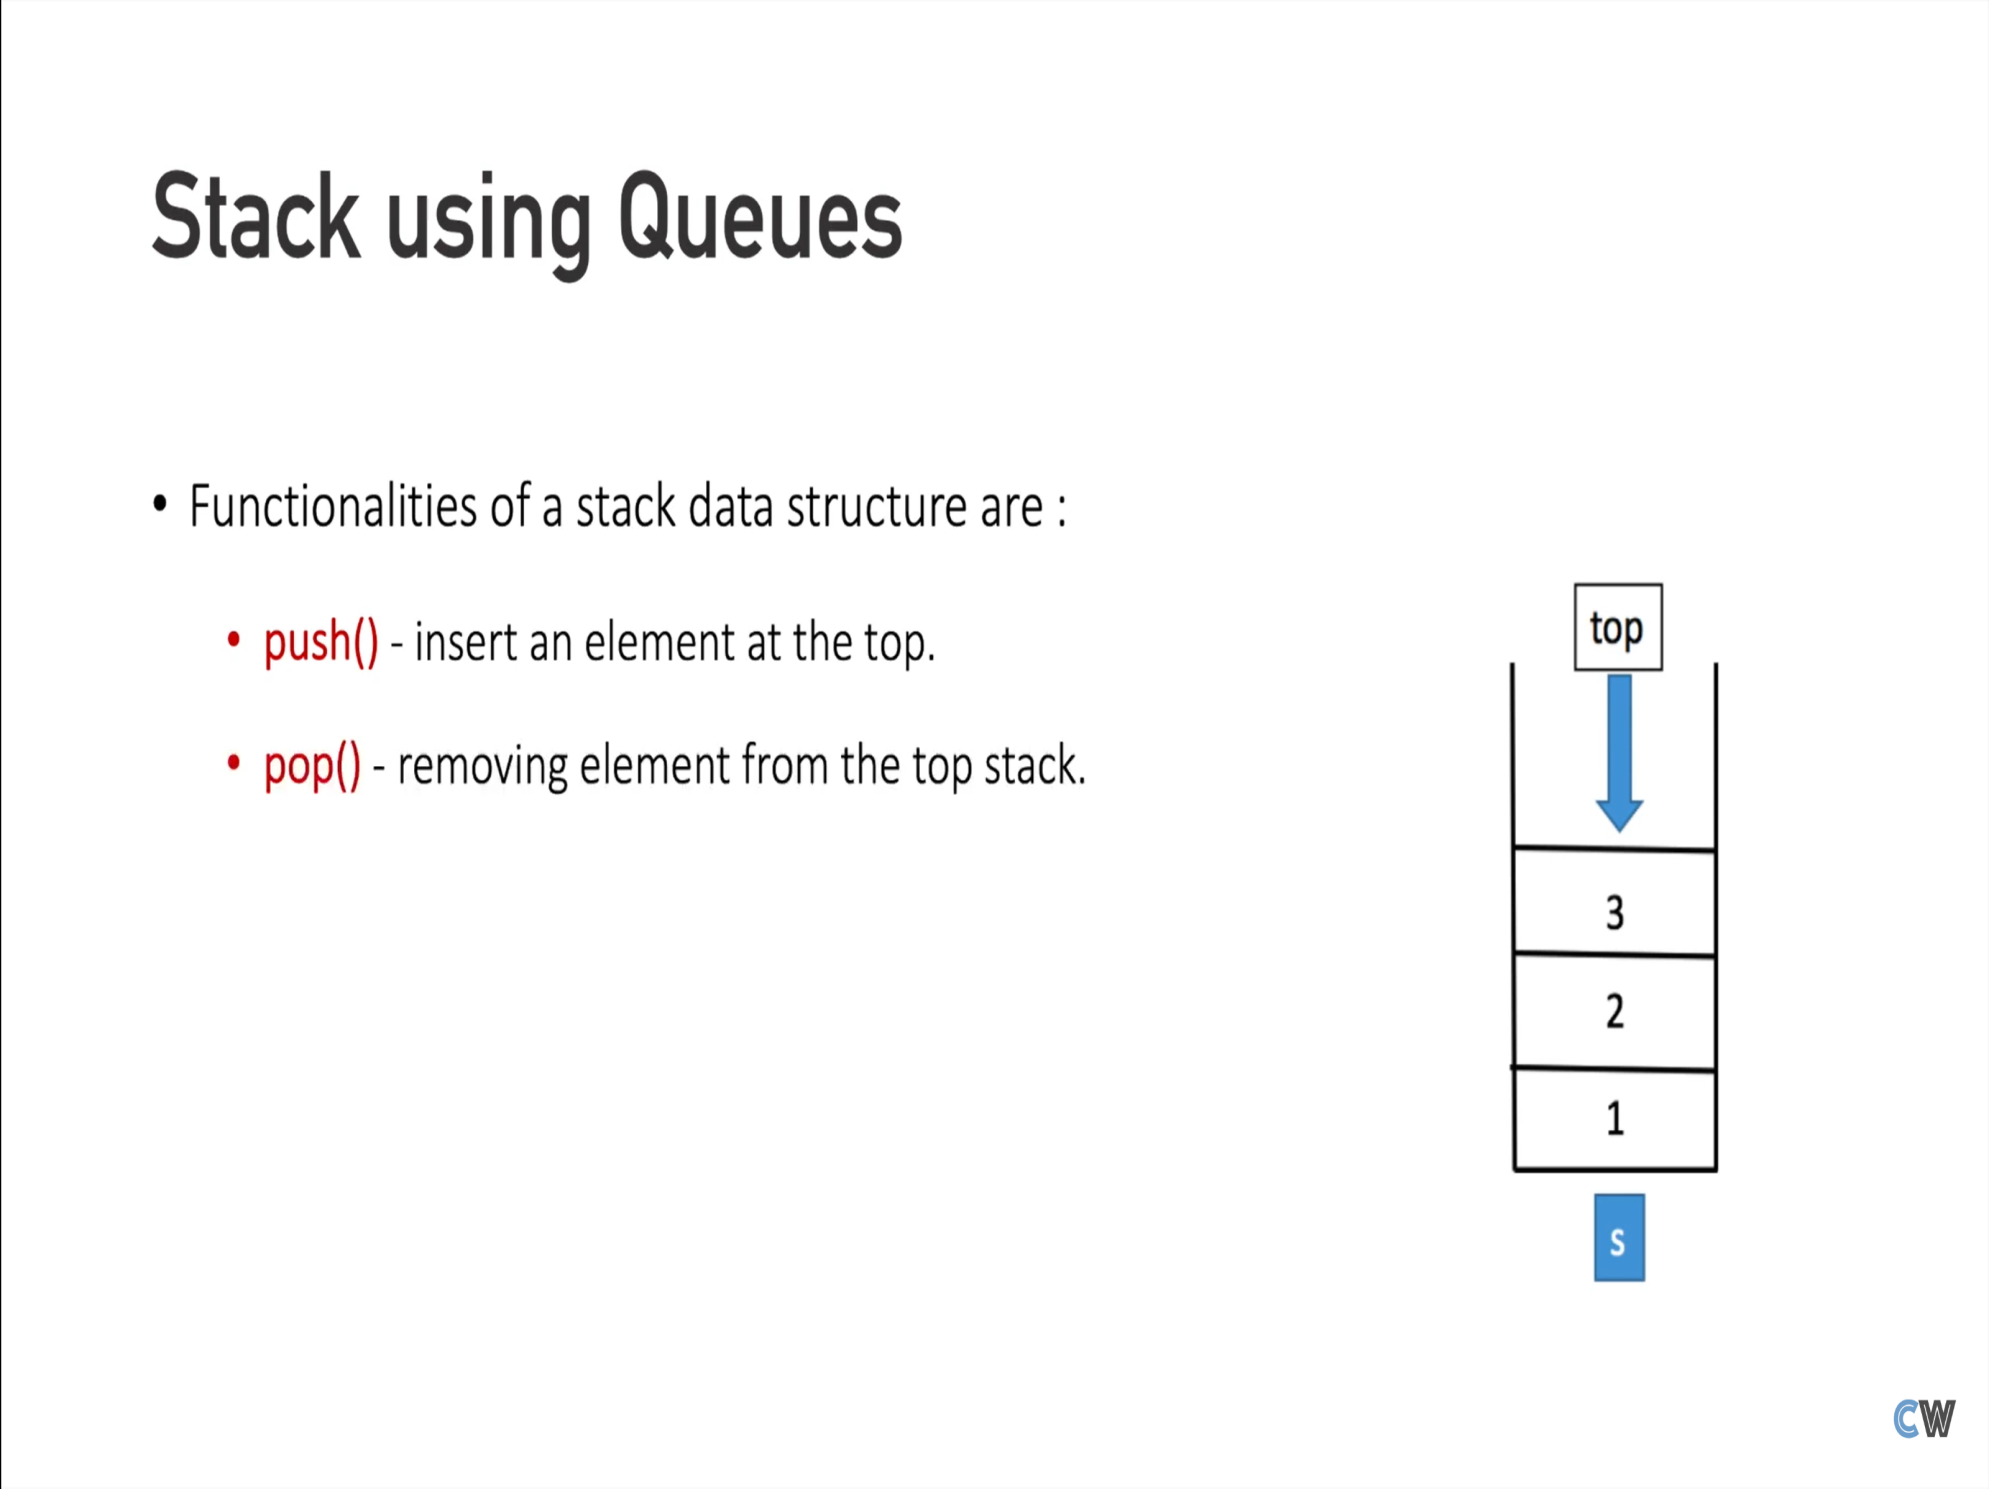 Stack using Queues
• Functionalities of a stack data structure are :
• push() - insert an element at the top.
• pop() - removing element from the top stack.
top
3
2
1
s
CW